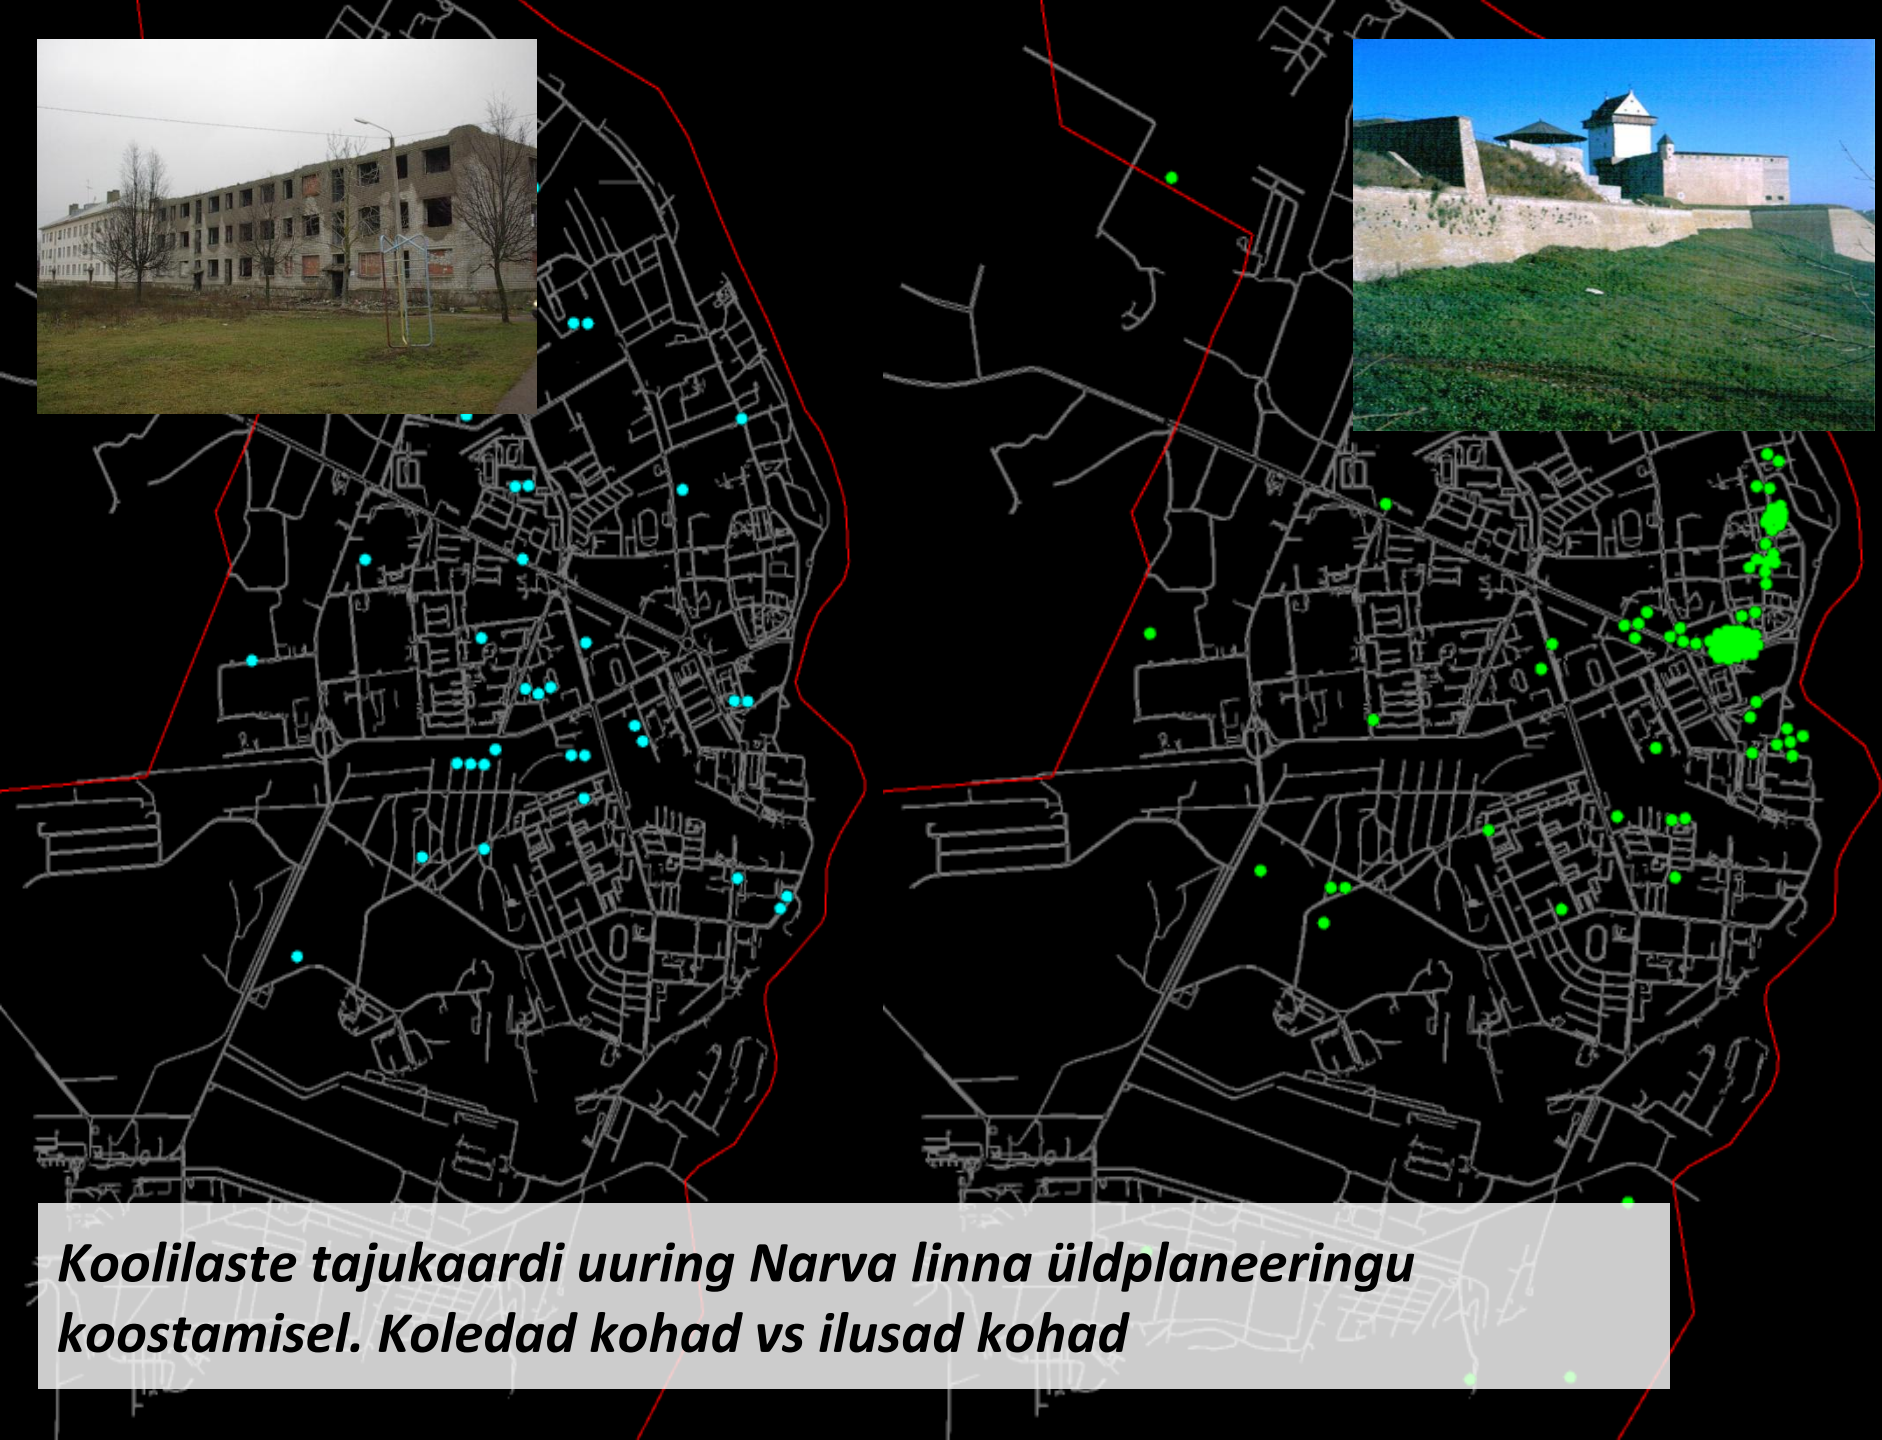 Koolilaste tajukaardi uuring Narva linna üldplaneeringu
koostamisel. Koledad kohad vs ilusad kohad